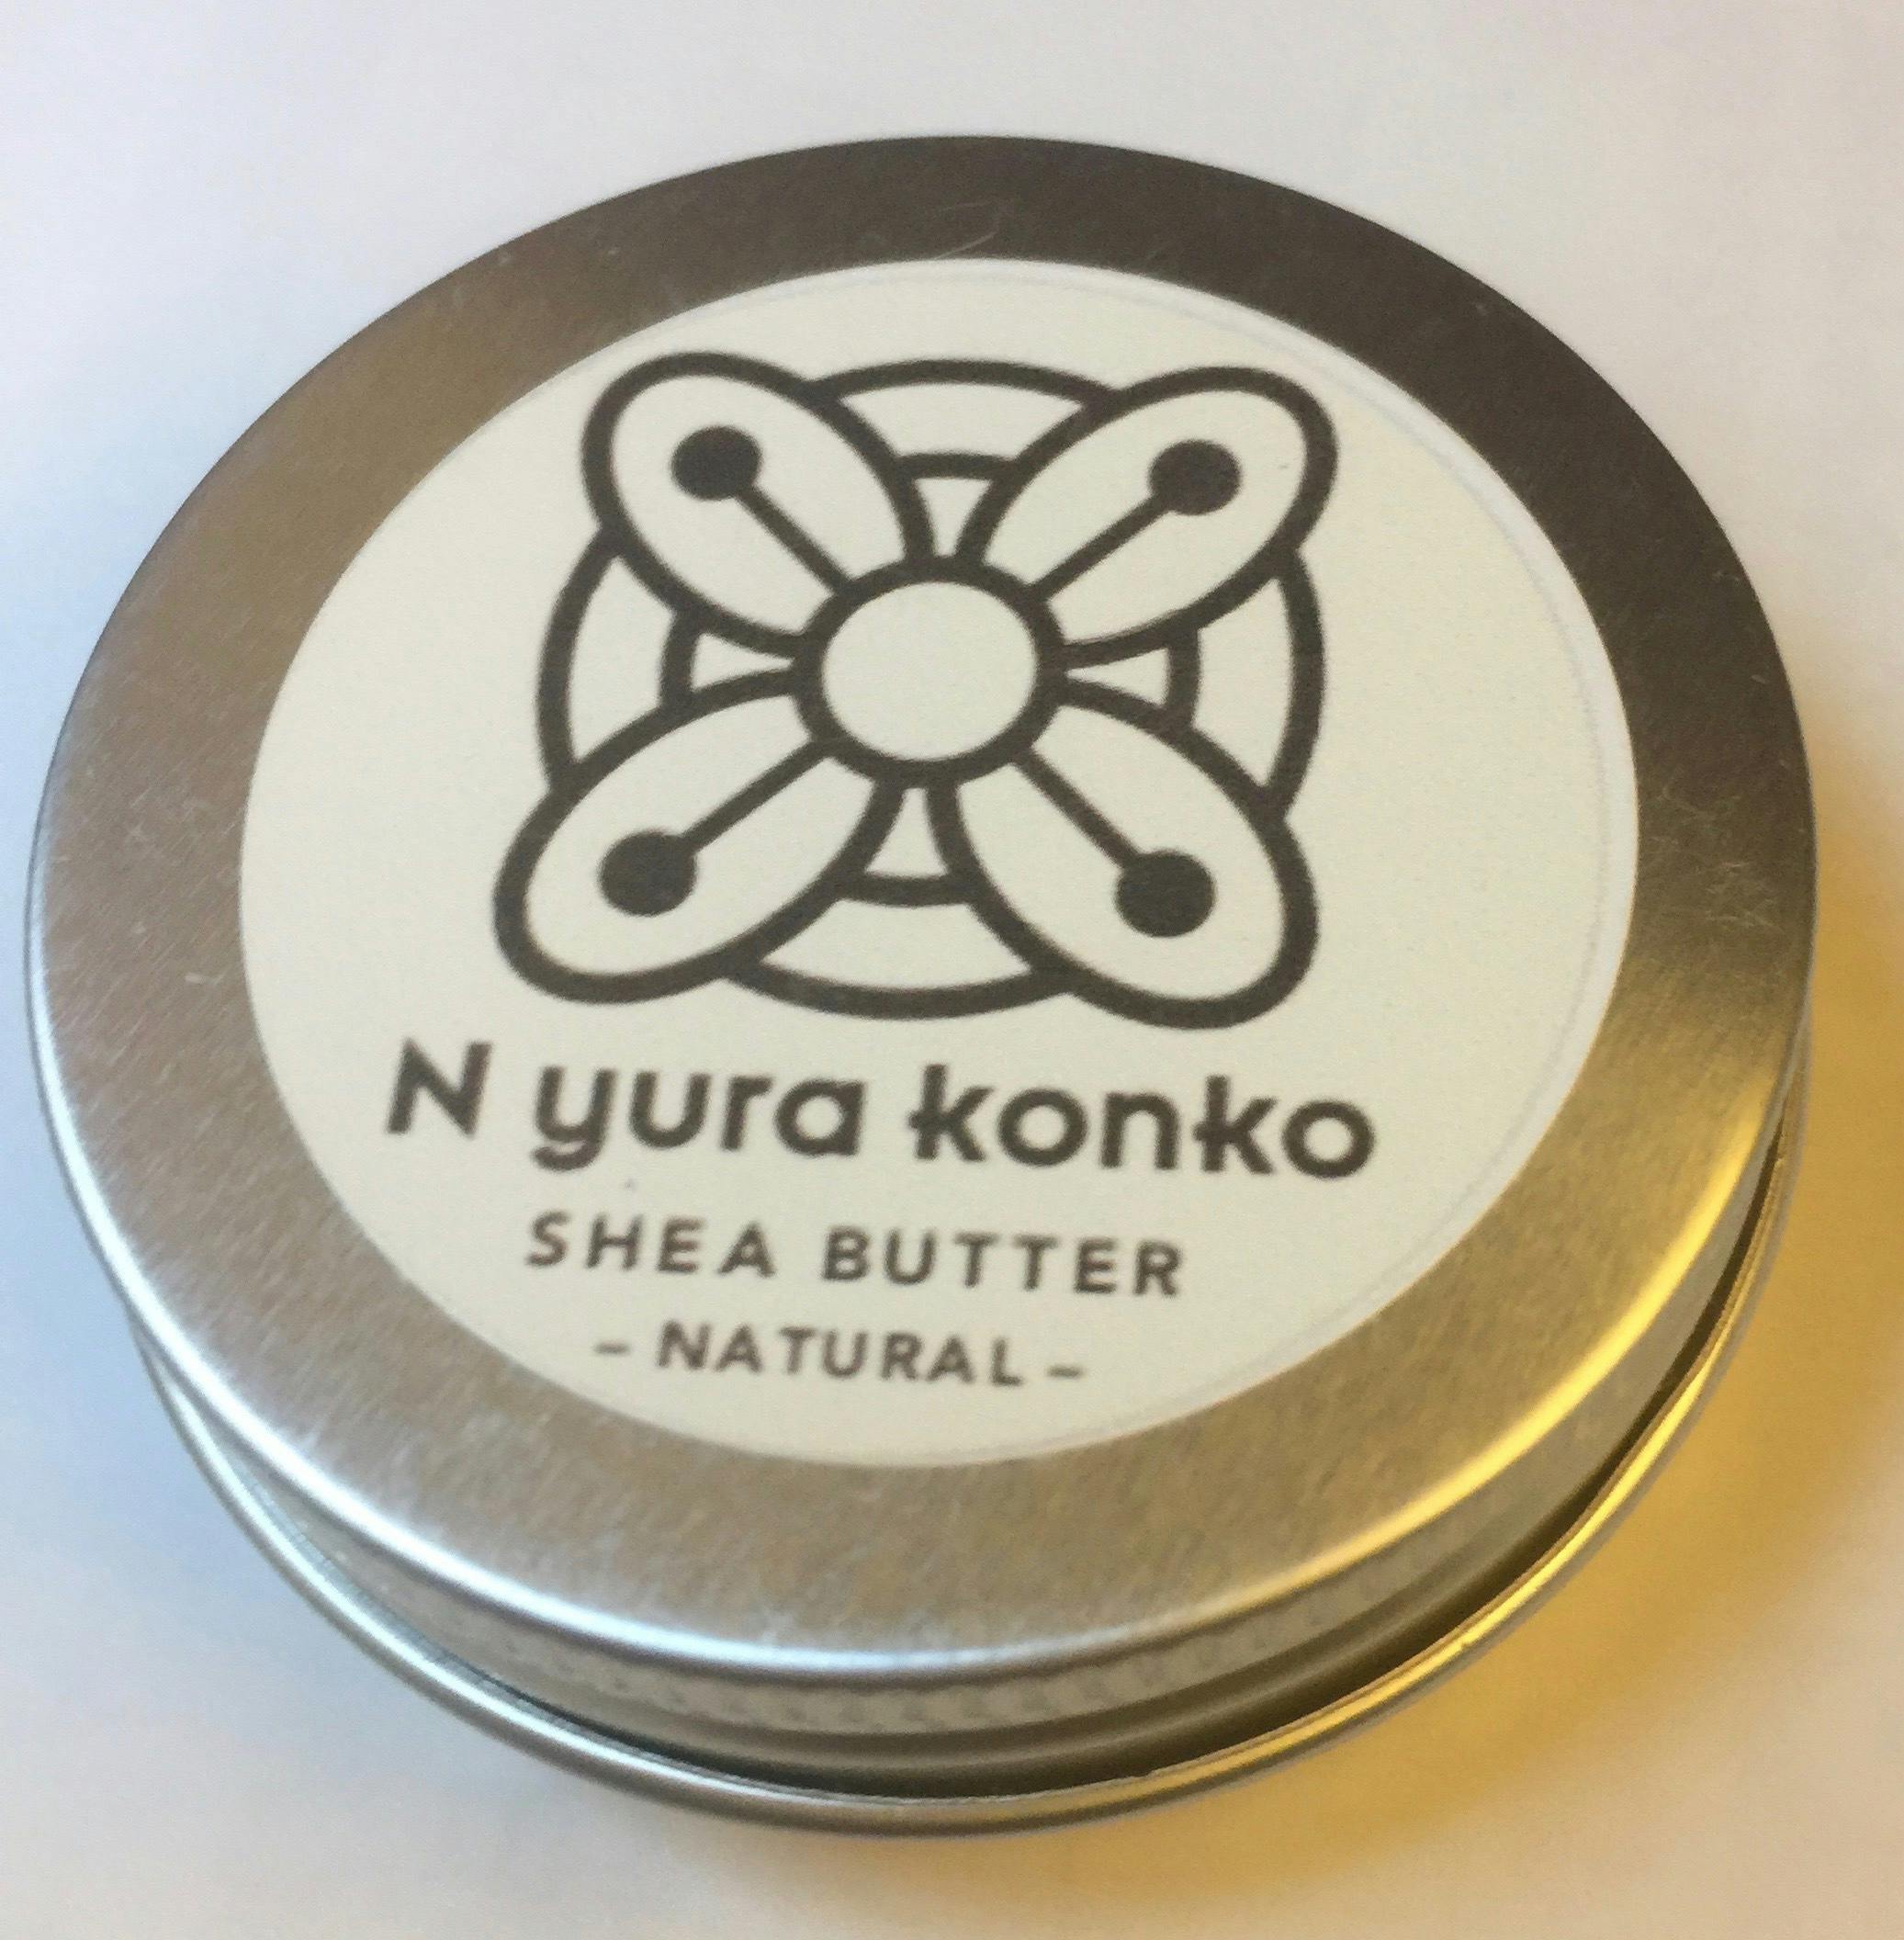 N yura konko
SHEA BUTTER
– NATURAL –